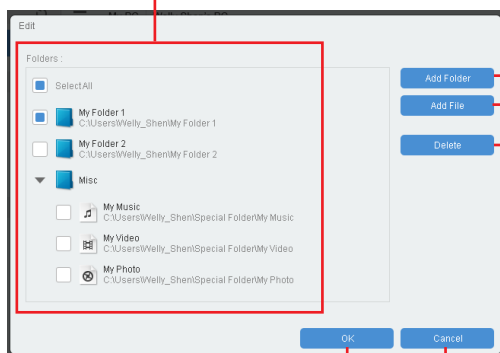 Edit
Folders :
SelectAll
Add Folder
My Folder 1
C:\Users\Welly_Shen\My Folder 1
Add File
My Folder 2
C:\Users\Welly_Shen\My Folder 2
Delete
Misc
My Music
C:\Users\Welly_Shen\Special Folder\My Music
My Video
C:\Users\Welly_Shen\Special Folder\My Video
My Photo
C:\Users\Welly_Shen\Special Folder\My Photo
OK
Cancel